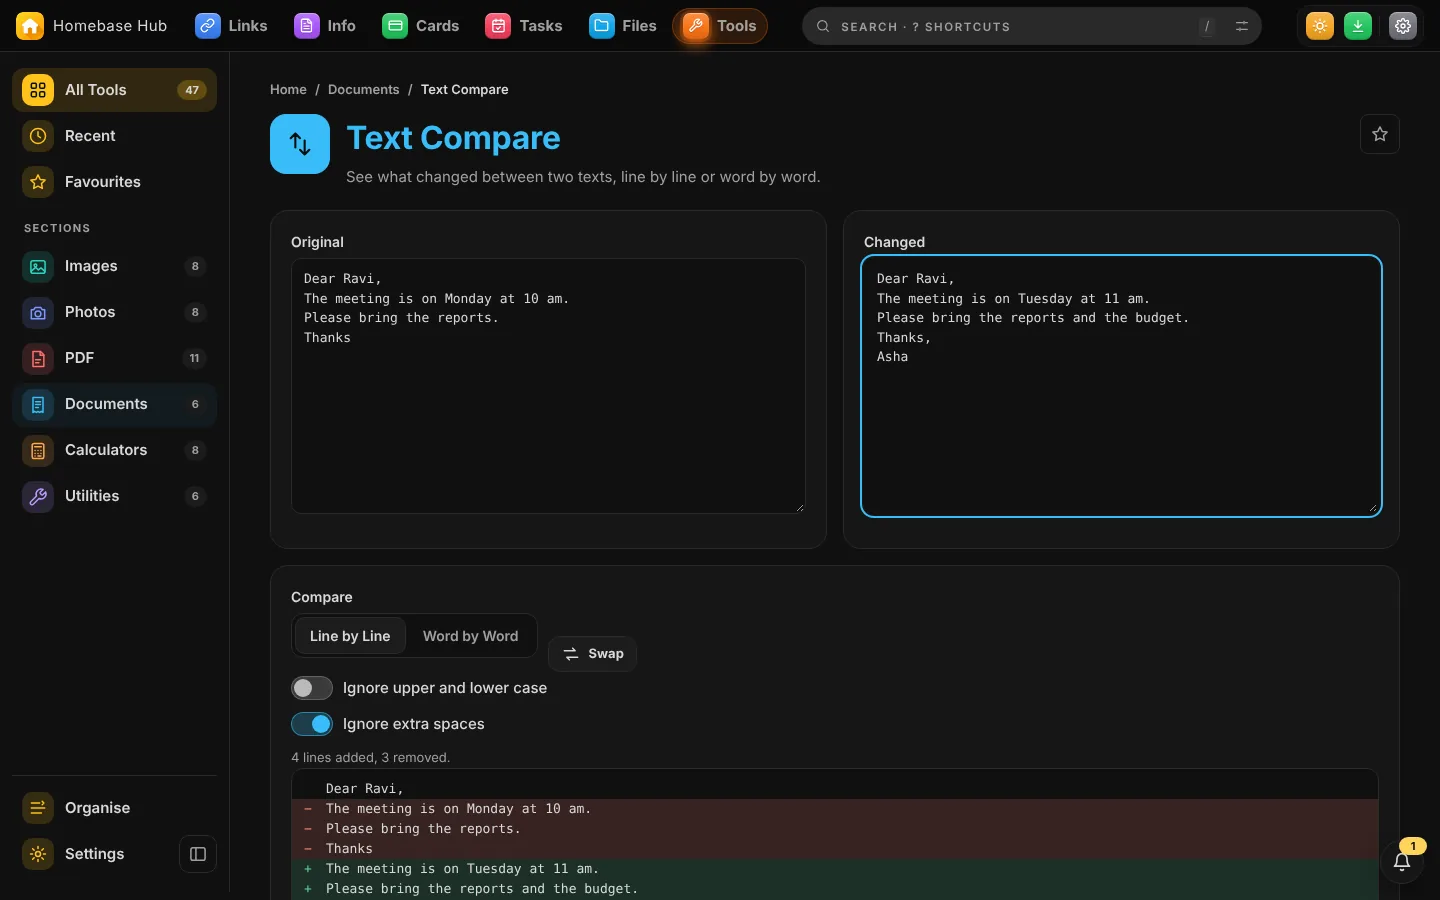 Homebase Hub
Links
Info
Cards
Tasks
Files
Tools
SEARCH · ? SHORTCUTS
/
All Tools
47
Recent
Favourites
SECTIONS
Images
8
Photos
8
PDF
11
Documents
6
Calculators
8
Utilities
6
Organise
Settings
Home / Documents / Text Compare
Text Compare
See what changed between two texts, line by line or word by word.
Original
Dear Ravi,
The meeting is on Monday at 10 am.
Please bring the reports.
Thanks
Changed
Dear Ravi,
The meeting is on Tuesday at 11 am.
Please bring the reports and the budget.
Thanks,
Asha
Compare
Line by Line
Word by Word
Swap
Ignore upper and lower case
Ignore extra spaces
4 lines added, 3 removed.
Dear Ravi,
− The meeting is on Monday at 10 am.
− Please bring the reports.
− Thanks
+ The meeting is on Tuesday at 11 am.
+ Please bring the reports and the budget.
1